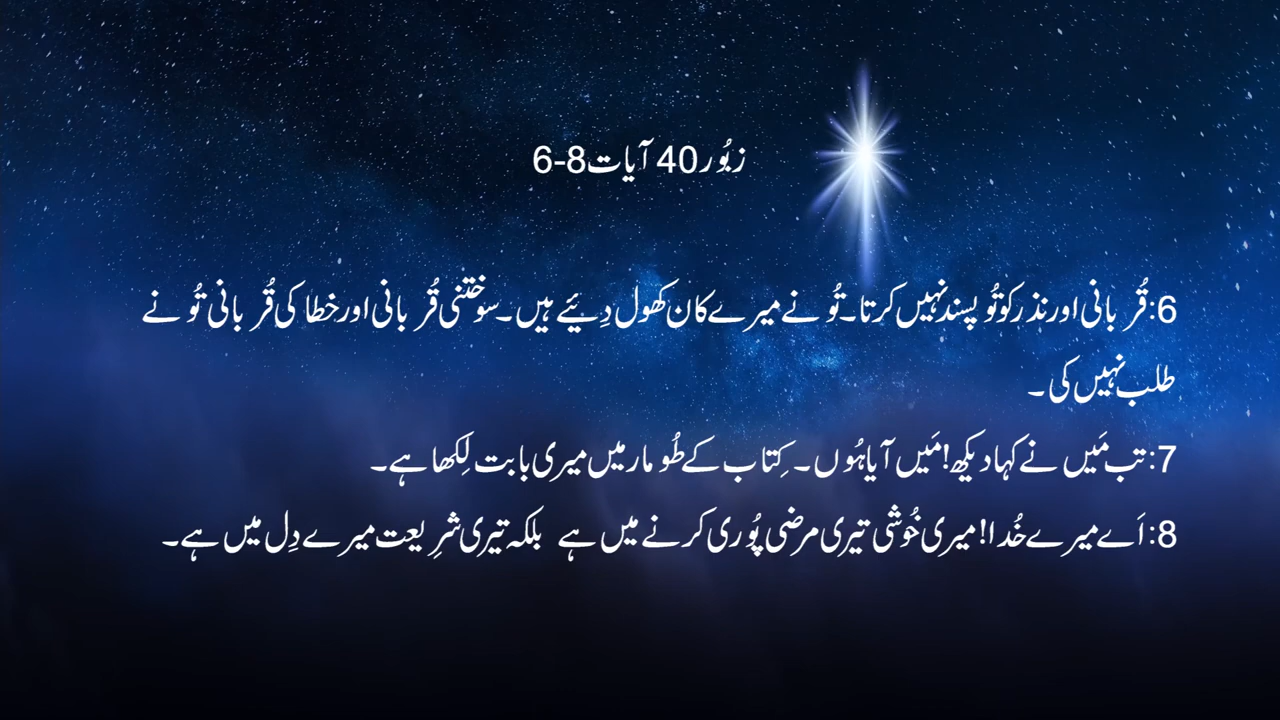 زبُور 40 آیات 8-6
6:قُربانی اور نذر کو تُو پسند نہیں کرتا۔ تُو نے میرے کان کھول دِیئے ہیں۔ سوختنی قُربانی اور خطا کی قُربانی تُو نے
طلب نہیں کی۔
7:تب مَیں نے کہا دیکھ! مَیں آیا ہُوں۔ کِتاب کے طُومار میں میری بابت لِکھا ہے۔
8:اَے میرے خُدا! میری خُوشی تیری مرضی پُوری کرنے میں ہے بلکہ تیری شرِیعت میرے دِل میں ہے۔